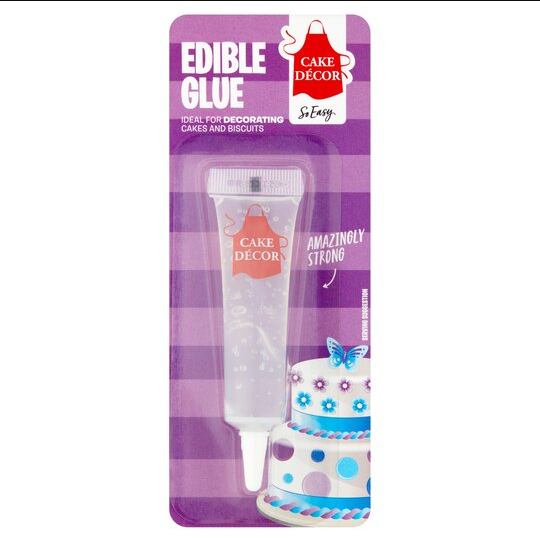 EDIBLE
GLUE
IDEAL FOR DECORATING
CAKES AND BISCUITS
CAKE
DÉCOR
So Easy.
CAKE
DÉCOR
AMAZINGLY
STRONG
SERVING SUGGESTION